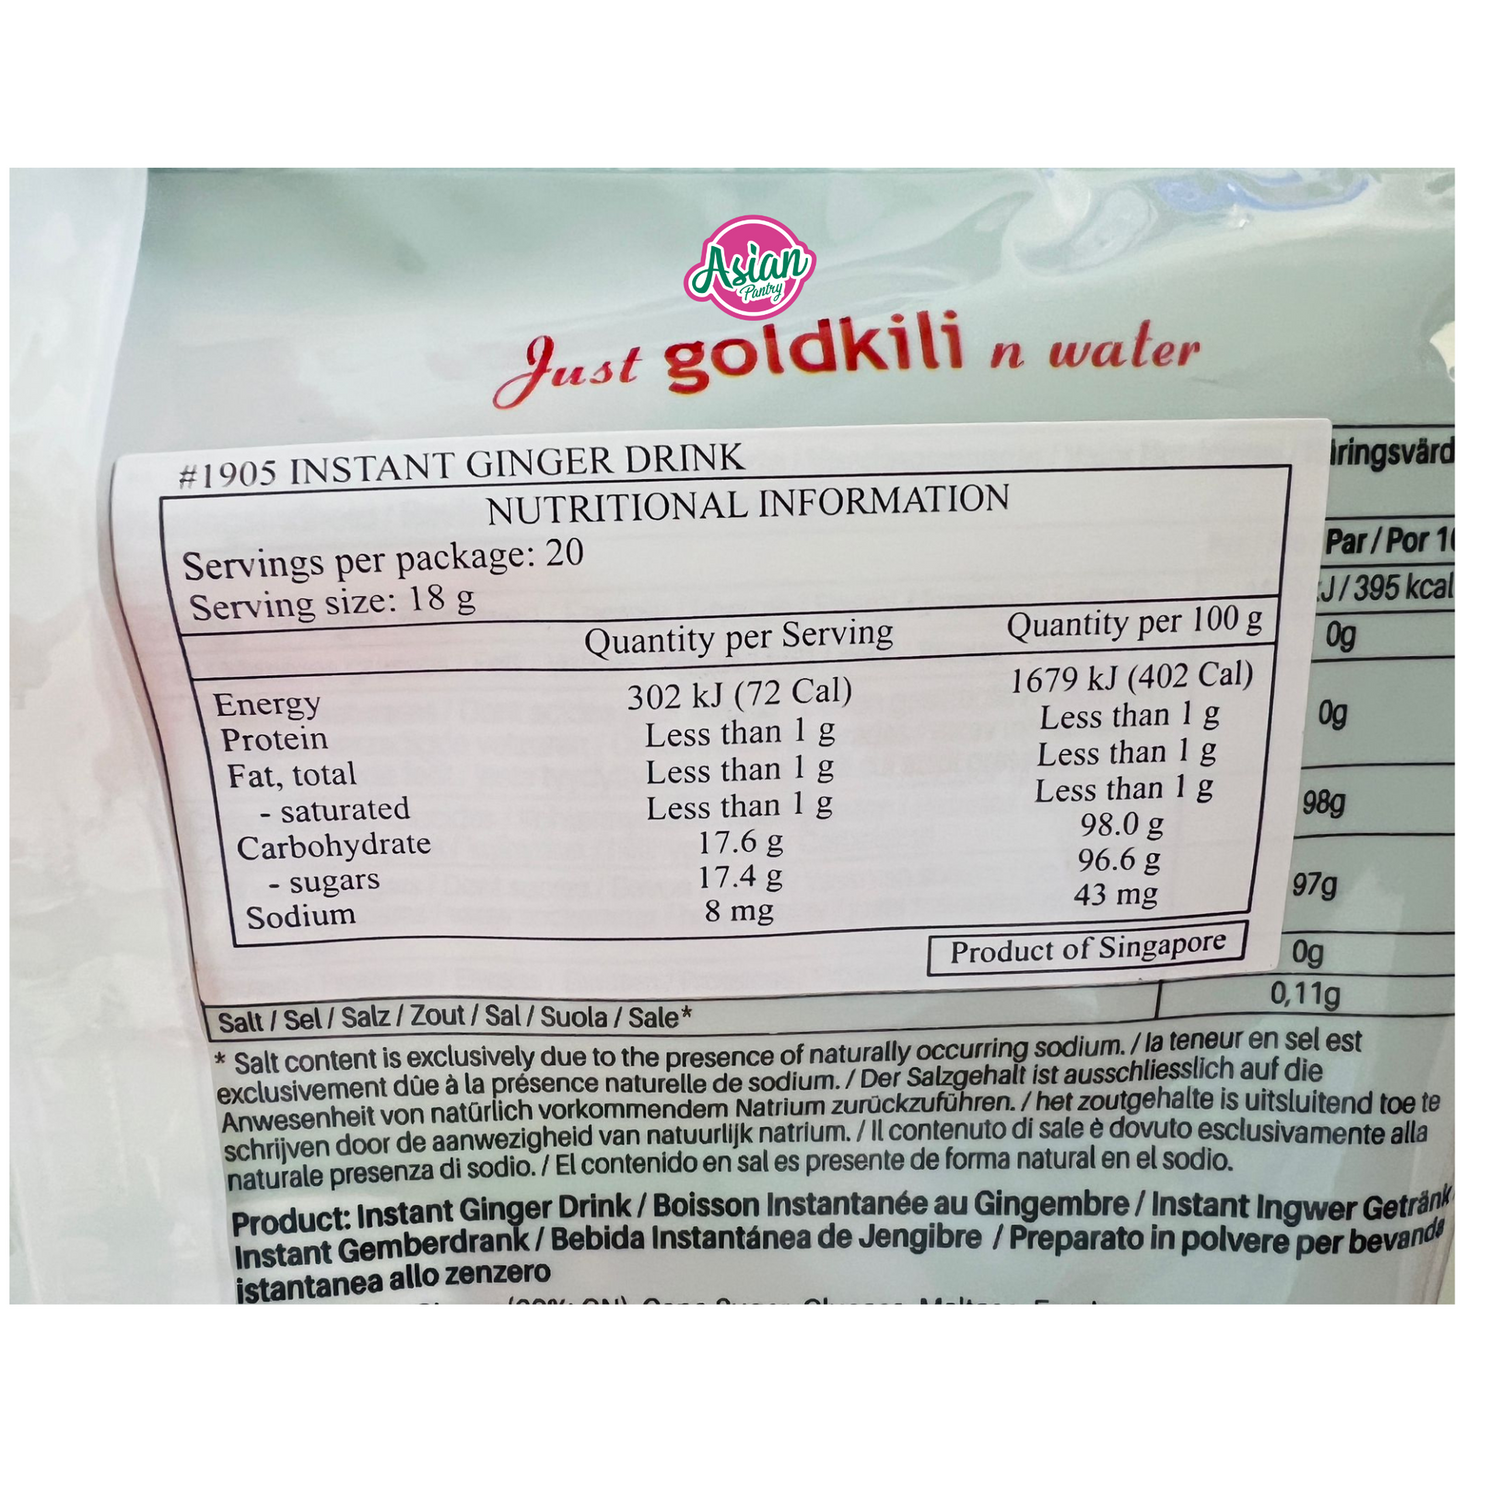 Asian
Pantry
Just goldkili n water
#1905 INSTANT GINGER DRINK
NUTRITIONAL INFORMATION
Servings per package: 20
Serving size: 18 g
Quantity per Serving Quantity per 100 g
Energy 302 kJ (72 Cal) 1679 kJ (402 Cal)
Protein Less than 1 g Less than 1 g
Fat, total Less than 1 g Less than 1 g
- saturated Less than 1 g Less than 1 g
Carbohydrate 17.6 g 98.0 g
- sugars 17.4 g 96.6 g
Sodium 8 mg 43 mg
Product of Singapore
Par / Por
J / 395 kcal
0g
0g
98g
97g
0g
Salt / Sel / Salz / Zout / Sal / Suola / Sale* 0,11g
* Salt content is exclusively due to the presence of naturally occurring sodium. / la teneur en sel est
exclusivement dûe à la présence naturelle de sodium. / Der Salzgehalt ist ausschliesslich auf die
Anwesenheit von natürlich vorkommendem Natrium zurückzuführen. / het zoutgehalte is uitsluitend toe te
schrijven door de aanwezigheid van natuurlijk natrium. / Il contenuto di sale è dovuto esclusivamente alla
naturale presenza di sodio. / El contenido en sal es presente de forma natural en el sodio.
Product: Instant Ginger Drink / Boisson Instantanée au Gingembre / Instant Ingwer Getränk
Instant Gemberdrank / Bebida Instantánea de Jengibre / Preparato in polvere per bevanda
istantanea allo zenzero